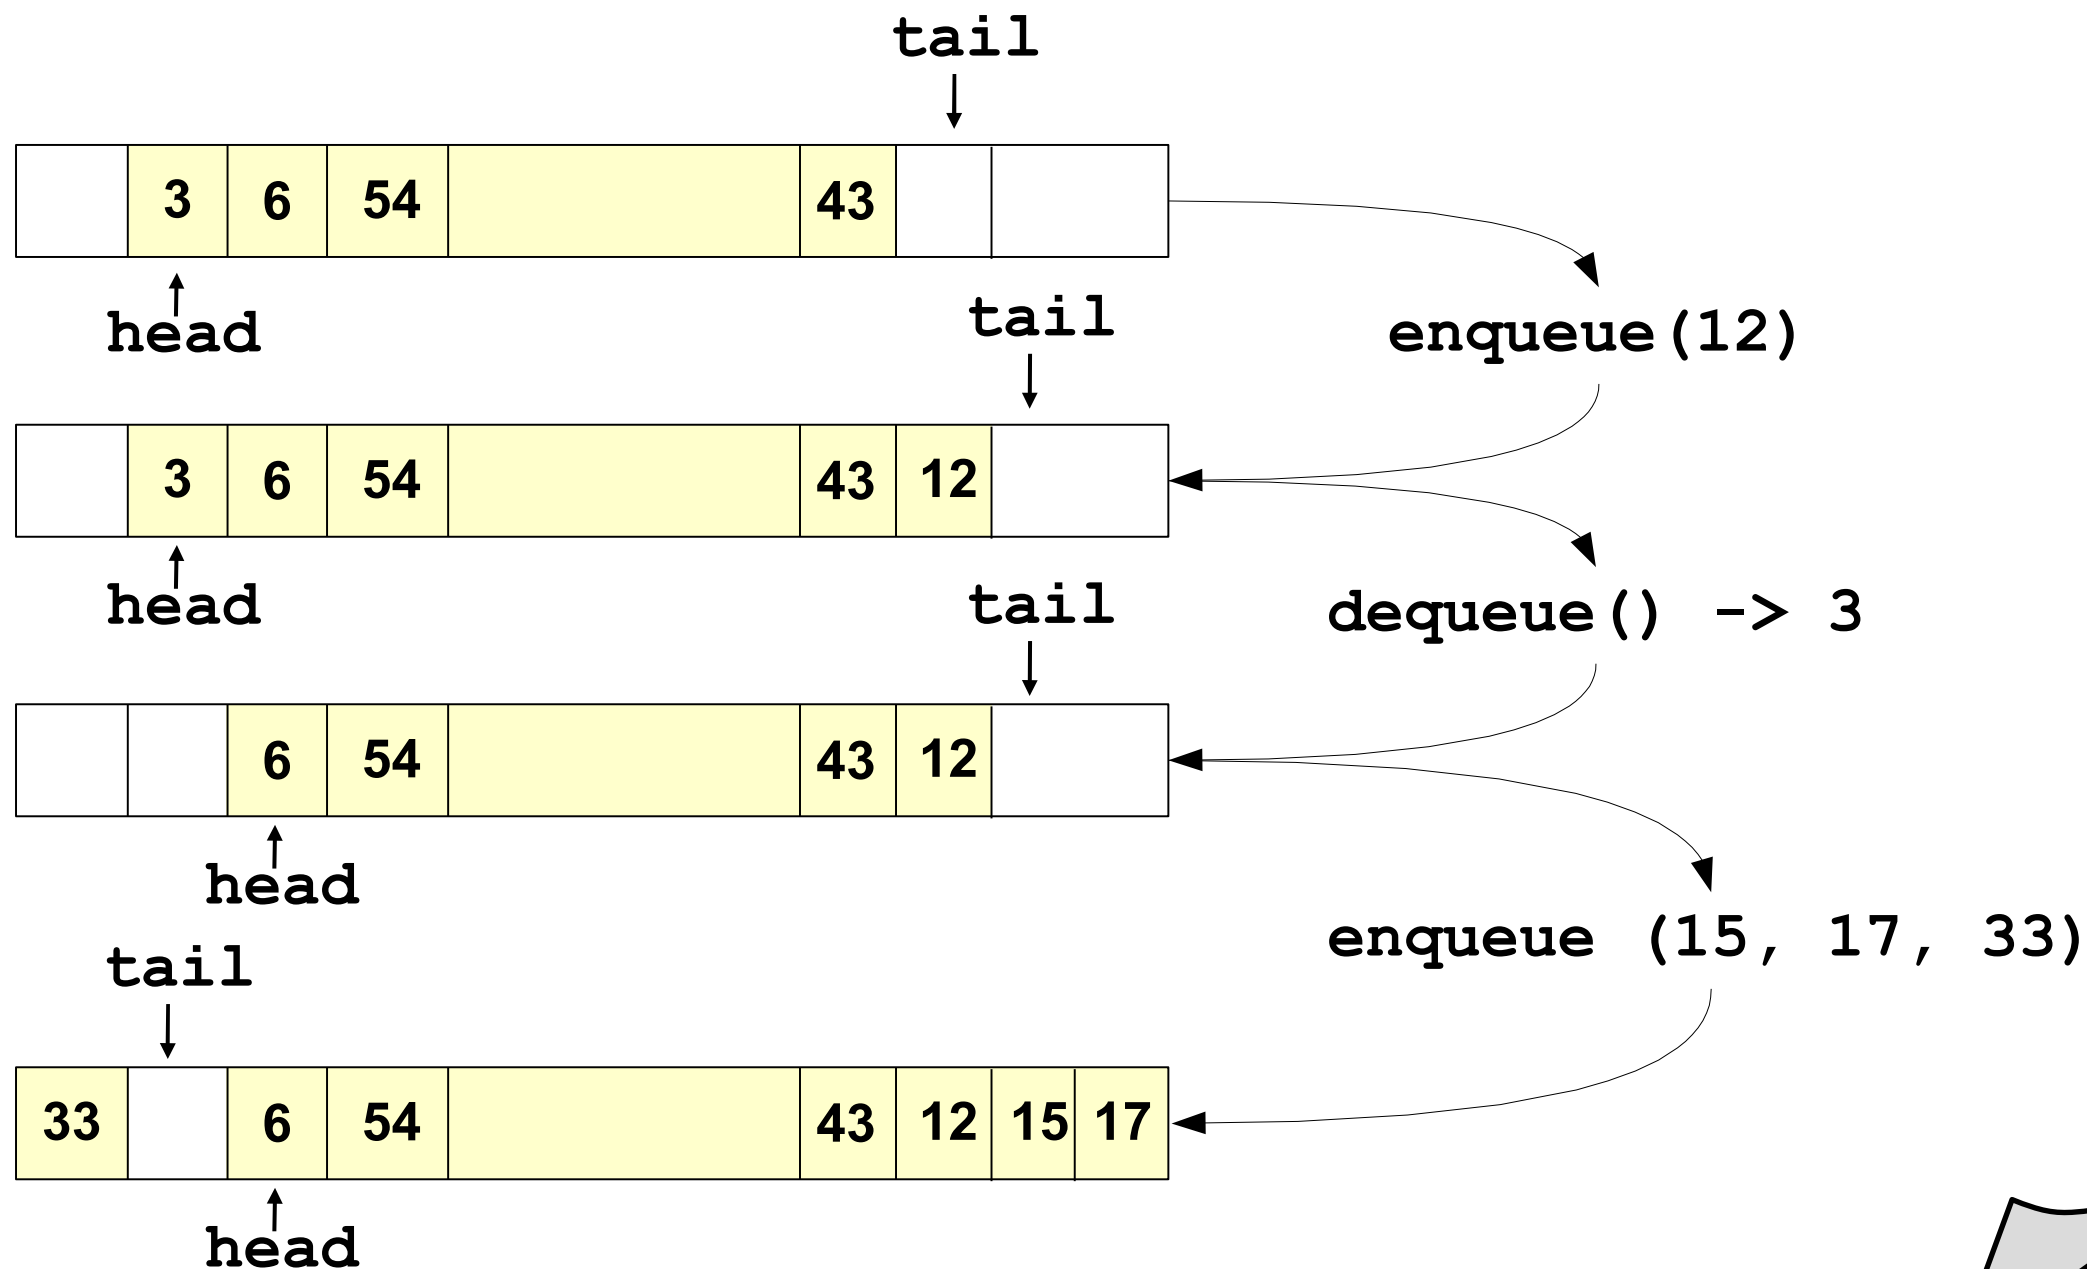 tail
3 6 54 43
head
tail
enqueue(12)
3 6 54 43 12
head
tail
dequeue() -> 3
6 54 43 12
head
enqueue (15, 17, 33)
tail
33 6 54 43 12 15 17
head